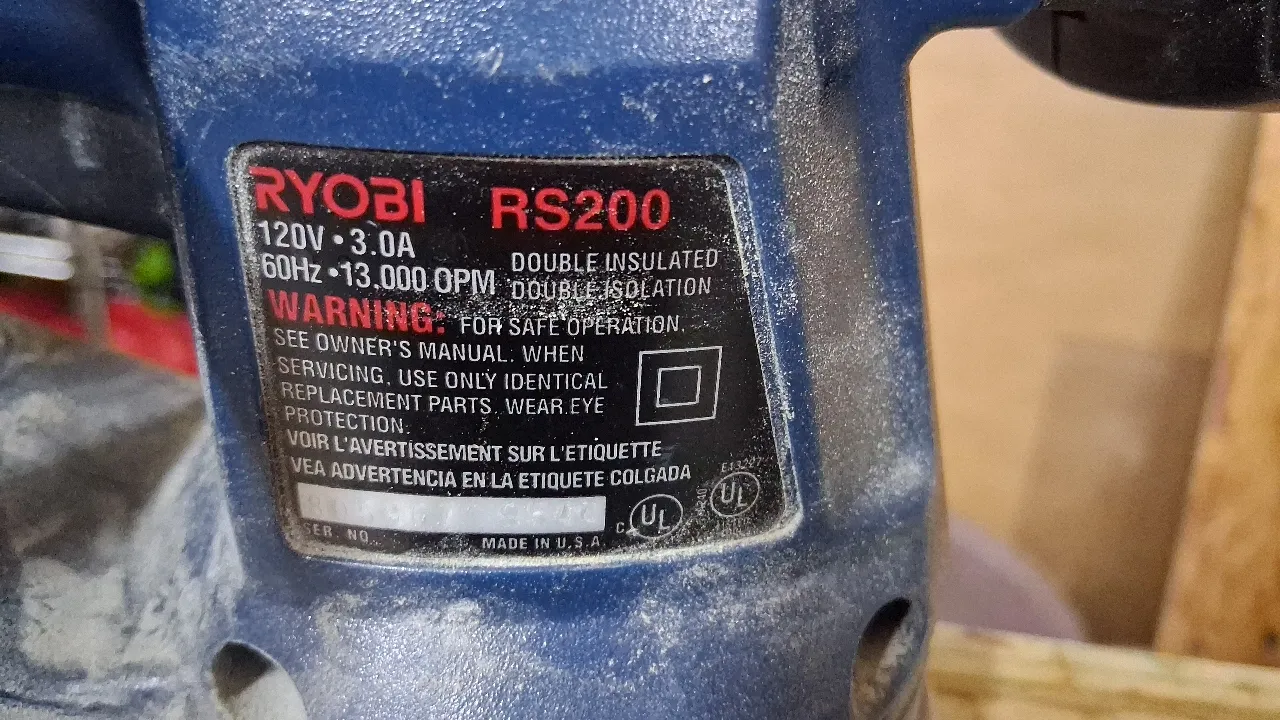 RYOBI RS200
120V • 3.0A
60Hz • 13.000 OPM
DOUBLE INSULATED
DOUBLE ISOLATION
WARNING: FOR SAFE OPERATION,
SEE OWNER'S MANUAL. WHEN
SERVICING, USE ONLY IDENTICAL
REPLACEMENT PARTS. WEAR EYE
PROTECTION.
VOIR L'AVERTISSEMENT SUR L'ETIQUETTE
VEA ADVERTENCIA EN LA ETIQUETE COLGADA
SER. NO.
MADE IN U.S.A.
C UL
UL